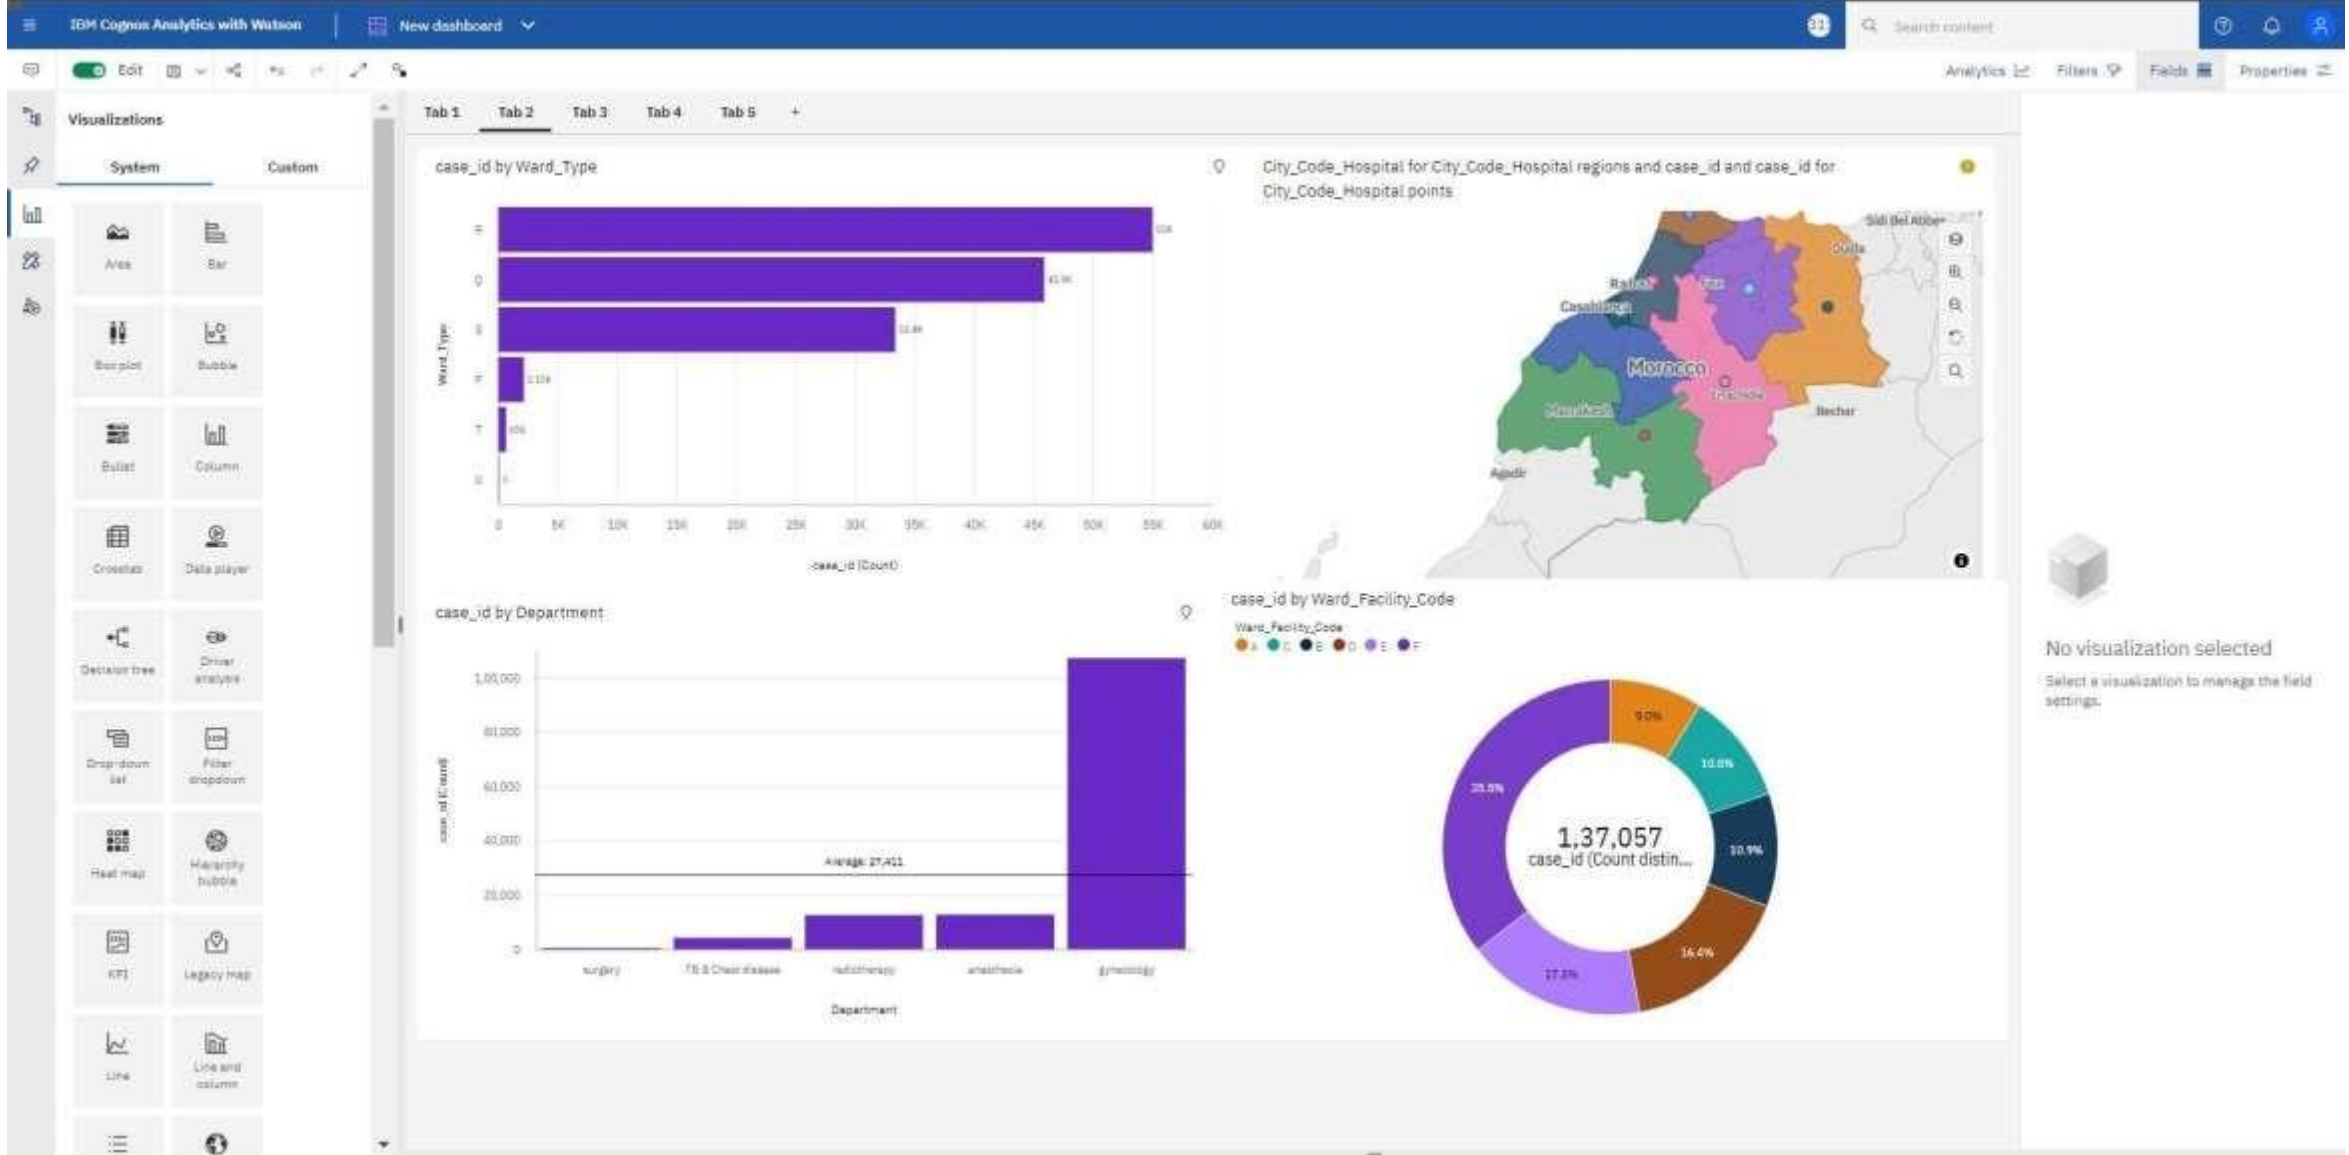 IBM Cognos Analytics with Watson
New dashboard
Search content
Edit
Analytics
Filters
Fields
Properties
Visualizations
System
Custom
Area
Bar
Box plot
Bubble
Bullet
Column
Crosstab
Data player
Decision tree
Driver
analysis
Drop-down
list
Filter
dropdown
Heat map
Hierarchy
bubble
KPI
Legacy map
Line
Line and
column
Tab 1
Tab 2
Tab 3
Tab 4
Tab 5
+
case_id by Ward_Type
Ward_Type
Q
S
T
0
5K
10K
15K
20K
25K
30K
35K
40K
45K
50K
55K
60K
case_id (Count)
City_Code_Hospital for City_Code_Hospital regions and case_id and case_id for
City_Code_Hospital points
Sidi Bel Abbes
Oujda
Rabat
Fez
Casablanca
Morocco
Marrakesh
Bechar
Agadir
case_id by Department
case_id (Count)
1,00,000
80,000
60,000
40,000
20,000
0
Average: 27,411
surgery
TB & Chest disease
radiotherapy
anesthesia
gynecology
Department
case_id by Ward_Facility_Code
Ward_Facility_Code
A
C
B
D
E
F
9.0%
10.9%
16.4%
1,37,057
case_id (Count distin...
No visualization selected
Select a visualization to manage the field
settings.